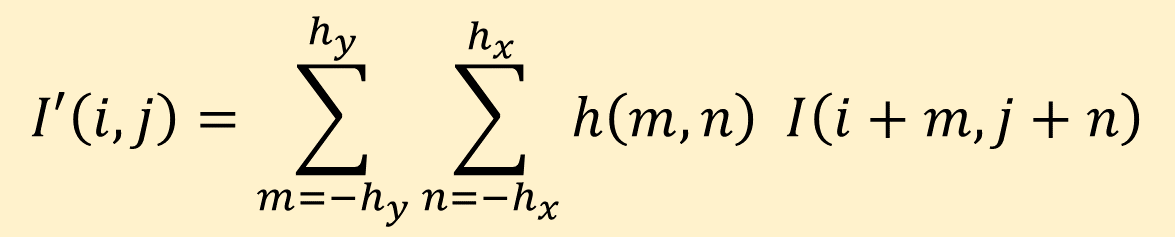 I′(i, j) = ∑_{m=−h_y}^{h_y} ∑_{n=−h_x}^{h_x} h(m, n) I(i + m, j + n)